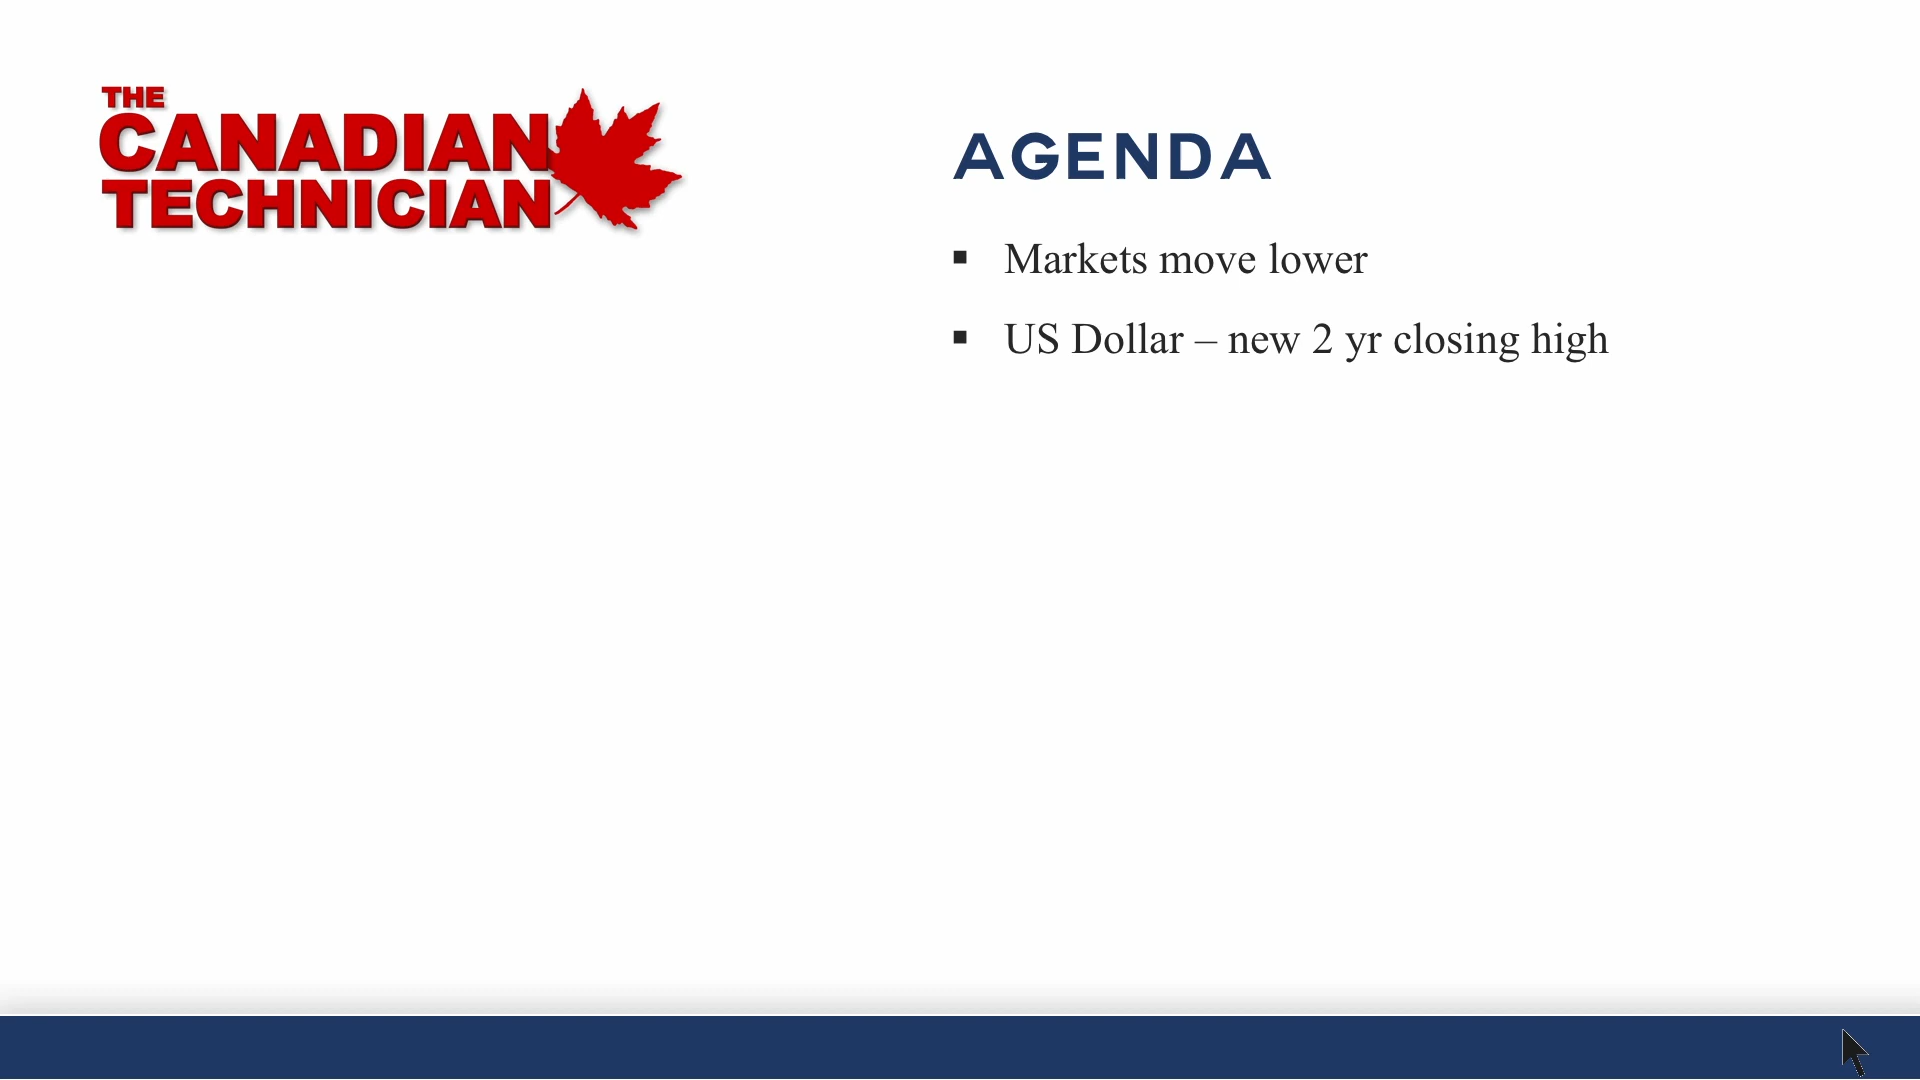 THE
CANADIAN
TECHNICIAN
AGENDA
▪ Markets move lower
▪ US Dollar – new 2 yr closing high